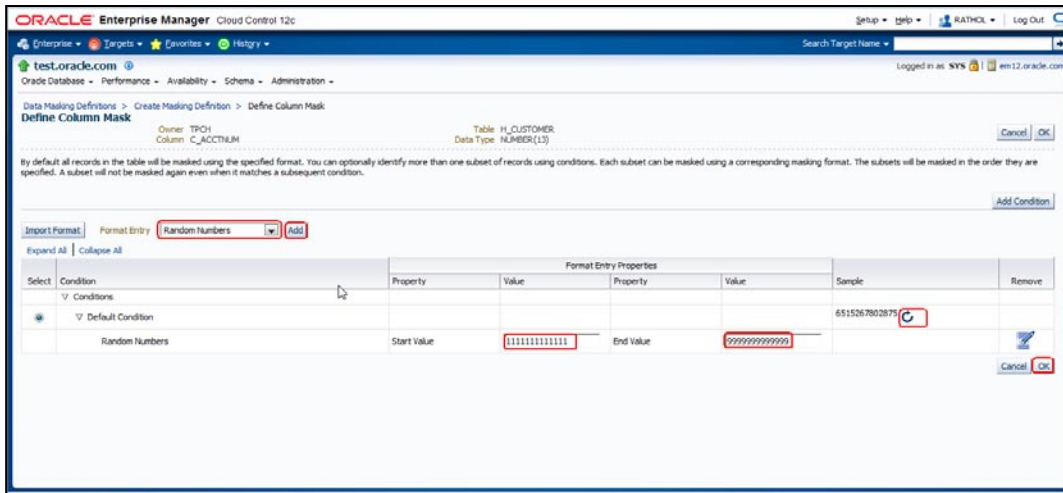 ORACLE Enterprise Manager Cloud Control 12c
Setup Help RATHOL Log Out
Enterprise Targets Favorites History Search Target Name
test.oracle.com Logged in as SYS em12.oracle.com
Oracle Database Performance Availability Schema Administration
Data Masking Definitions > Create Masking Definition > Define Column Mask
Define Column Mask
Owner TPCH Table H_CUSTOMER
Column C_ACCTNUM Data Type NUMBER(13)
Cancel OK
By default all records in the table will be masked using the specified format. You can optionally identify more than one subset of records using conditions. Each subset can be masked using a corresponding masking format. The subsets will be masked in the order they are
specified. A subset will not be masked again even when it matches a subsequent condition.
Add Condition
Import Format Format Entry Random Numbers Add
Expand All | Collapse All
Format Entry Properties
Select Condition Property Value Property Value Sample Remove
Conditions
Default Condition 6515267802875
Random Numbers Start Value 1111111111111 End Value 9999999999999
Cancel OK